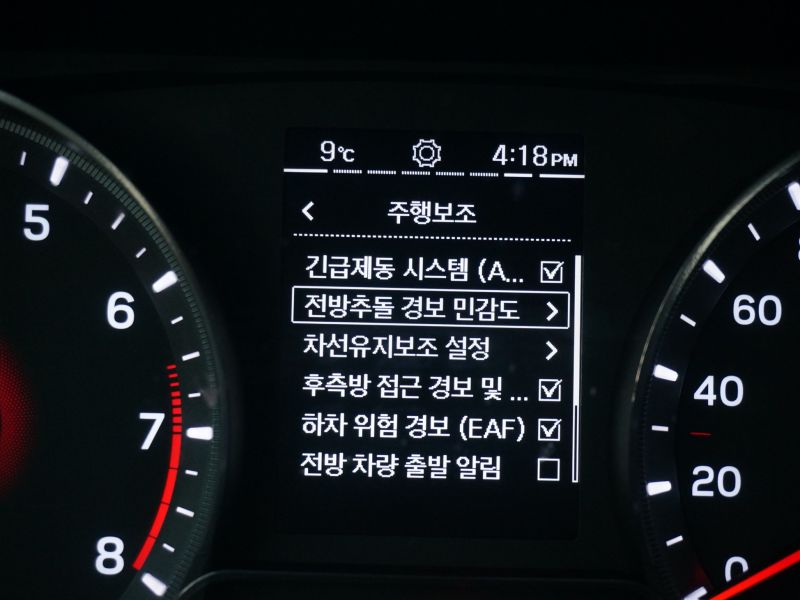 9℃ 4:18PM
< 주행보조
긴급제동 시스템 (A...
전방추돌 경보 민감도 >
차선유지보조 설정 >
후측방 접근 경보 및 ...
하차 위험 경보 (EAF)
전방 차량 출발 알림
5
6
7
8
60
40
20
0